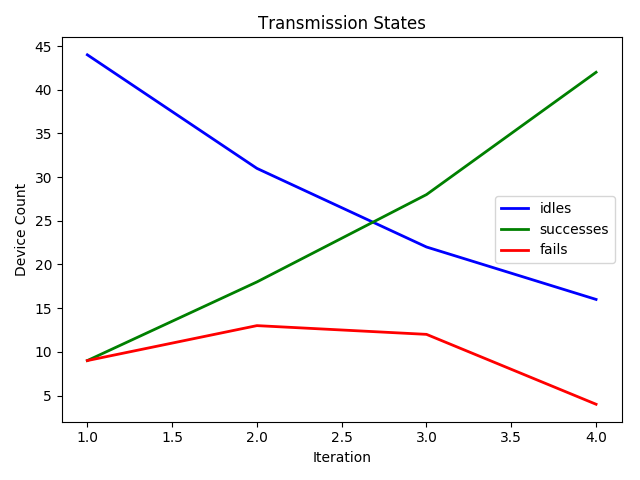 Transmission States
45
40
35
30
25
20
15
10
5
Device Count
idles
successes
fails
1.0 1.5 2.0 2.5 3.0 3.5 4.0
Iteration